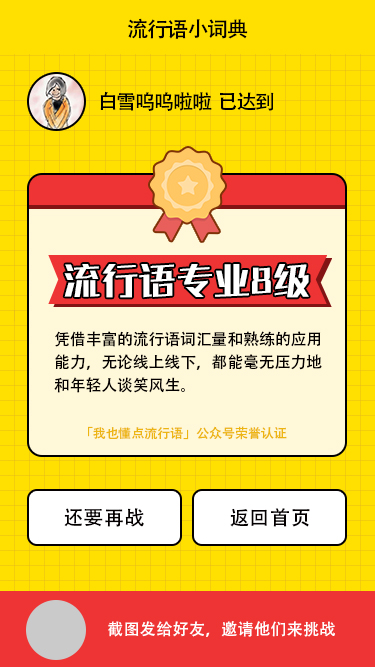 流行语小词典
白雪呜呜啦啦 已达到
流行语专业8级
凭借丰富的流行语词汇量和熟练的应用
能力，无论线上线下，都能毫无压力地
和年轻人谈笑风生。
「我也懂点流行语」公众号荣誉认证
还要再战
返回首页
截图发给好友，邀请他们来挑战